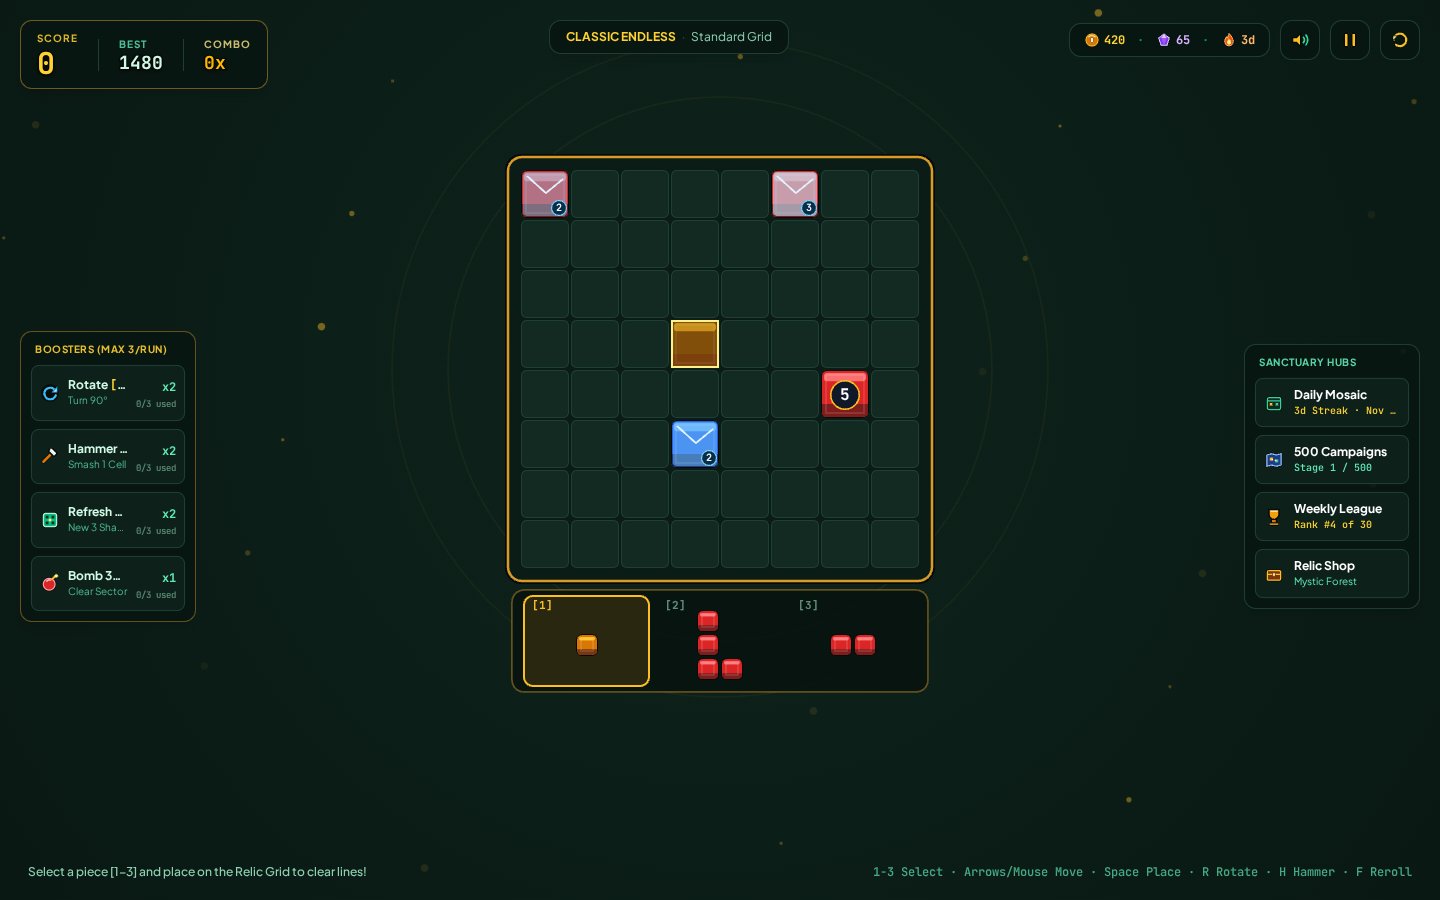 SCORE
0
BEST
1480
COMBO
0x
CLASSIC ENDLESS · Standard Grid
420 · 65 · 3d
2
3
5
2
BOOSTERS (MAX 3/RUN)
Rotate [... x2
Turn 90° 0/3 used
Hammer ... x2
Smash 1 Cell 0/3 used
Refresh ... x2
New 3 Sha... 0/3 used
Bomb 3... x1
Clear Sector 0/3 used
SANCTUARY HUBS
Daily Mosaic
3d Streak · Nov ...
500 Campaigns
Stage 1 / 500
Weekly League
Rank #4 of 30
Relic Shop
Mystic Forest
[1] [2] [3]
Select a piece [1-3] and place on the Relic Grid to clear lines!
1-3 Select · Arrows/Mouse Move · Space Place · R Rotate · H Hammer · F Reroll